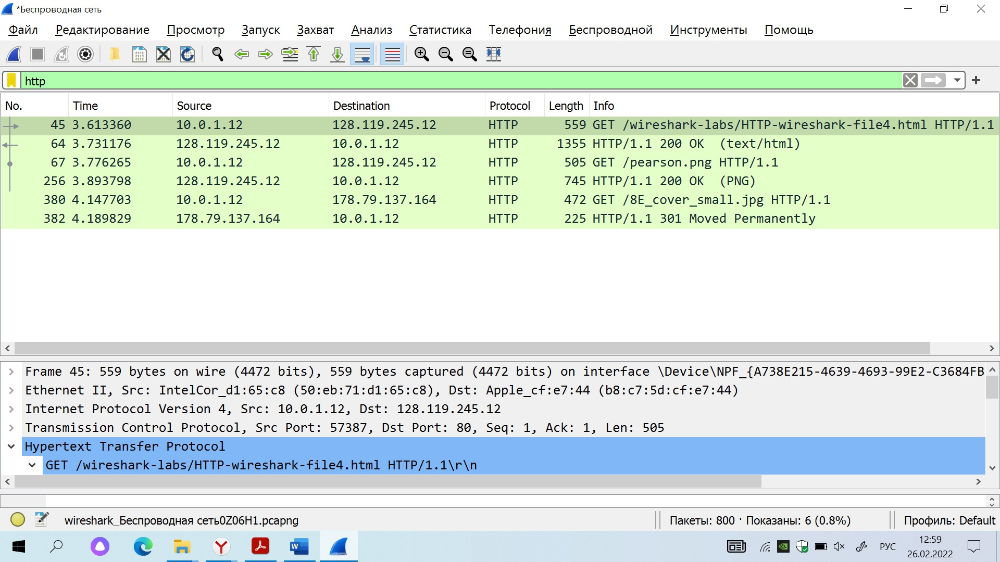 *Беспроводная сеть
Файл Редактирование Просмотр Запуск Захват Анализ Статистика Телефония Беспроводной Инструменты Помощь
http
No. Time Source Destination Protocol Length Info
45 3.613360 10.0.1.12 128.119.245.12 HTTP 559 GET /wireshark-labs/HTTP-wireshark-file4.html HTTP/1.1
64 3.731176 128.119.245.12 10.0.1.12 HTTP 1355 HTTP/1.1 200 OK (text/html)
67 3.776265 10.0.1.12 128.119.245.12 HTTP 505 GET /pearson.png HTTP/1.1
256 3.893798 128.119.245.12 10.0.1.12 HTTP 745 HTTP/1.1 200 OK (PNG)
380 4.147703 10.0.1.12 178.79.137.164 HTTP 472 GET /8E_cover_small.jpg HTTP/1.1
382 4.189829 178.79.137.164 10.0.1.12 HTTP 225 HTTP/1.1 301 Moved Permanently
Frame 45: 559 bytes on wire (4472 bits), 559 bytes captured (4472 bits) on interface \Device\NPF_{A738E215-4639-4693-99E2-C3684FB
Ethernet II, Src: IntelCor_d1:65:c8 (50:eb:71:d1:65:c8), Dst: Apple_cf:e7:44 (b8:c7:5d:cf:e7:44)
Internet Protocol Version 4, Src: 10.0.1.12, Dst: 128.119.245.12
Transmission Control Protocol, Src Port: 57387, Dst Port: 80, Seq: 1, Ack: 1, Len: 505
Hypertext Transfer Protocol
GET /wireshark-labs/HTTP-wireshark-file4.html HTTP/1.1\r\n
wireshark_Беспроводная сеть0Z06H1.pcapng Пакеты: 800 · Показаны: 6 (0.8%) Профиль: Default
РУС 12:59
26.02.2022